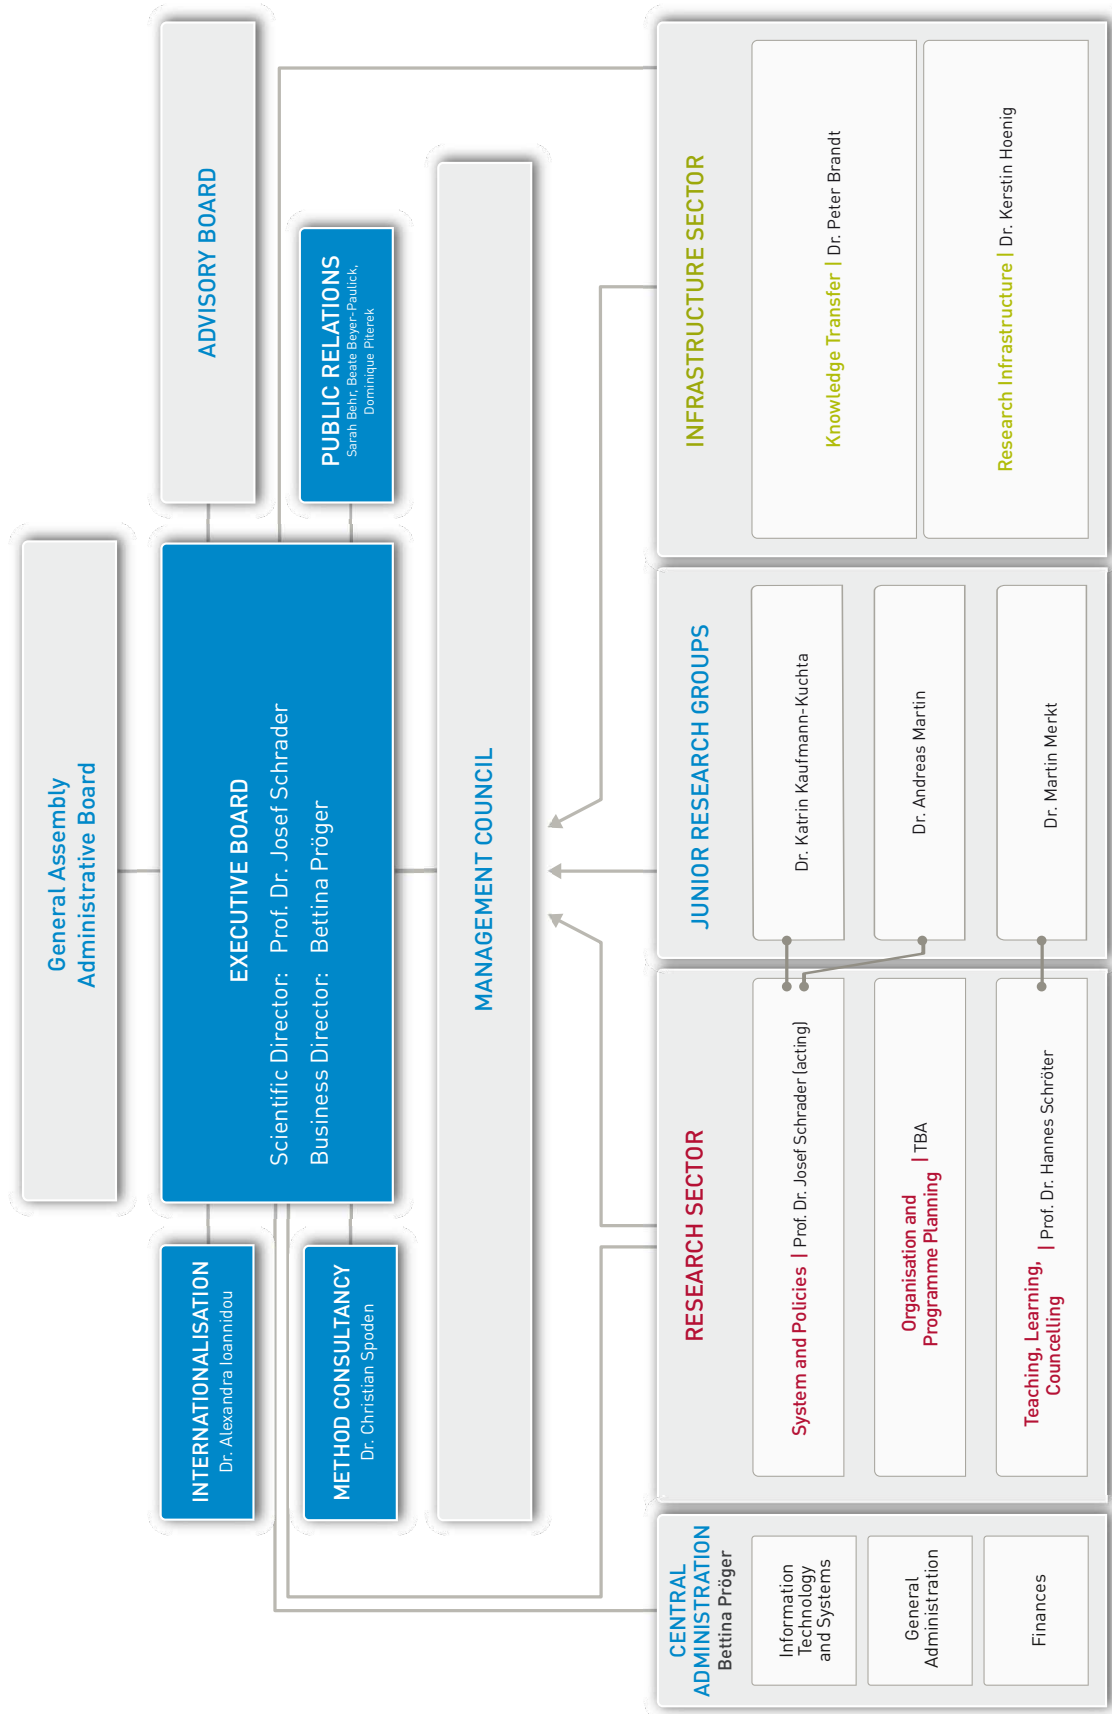 General Assembly
Administrative Board
INTERNATIONALISATION
Dr. Alexandra Ioannidou
METHOD CONSULTANCY
Dr. Christian Spoden
EXECUTIVE BOARD
Scientific Director: Prof. Dr. Josef Schrader
Business Director: Bettina Pröger
ADVISORY BOARD
PUBLIC RELATIONS
Sarah Behr, Beate Beyer-Paulick,
Dominique Piterek
MANAGEMENT COUNCIL
CENTRAL
ADMINISTRATION
Bettina Pröger
Information
Technology
and Systems
General
Administration
Finances
RESEARCH SECTOR
System and Policies | Prof. Dr. Josef Schrader (acting)
Organisation and
Programme Planning | TBA
Teaching, Learning,
Councelling | Prof. Dr. Hannes Schröter
JUNIOR RESEARCH GROUPS
Dr. Katrin Kaufmann-Kuchta
Dr. Andreas Martin
Dr. Martin Merkt
INFRASTRUCTURE SECTOR
Knowledge Transfer | Dr. Peter Brandt
Research Infrastructure | Dr. Kerstin Hoenig